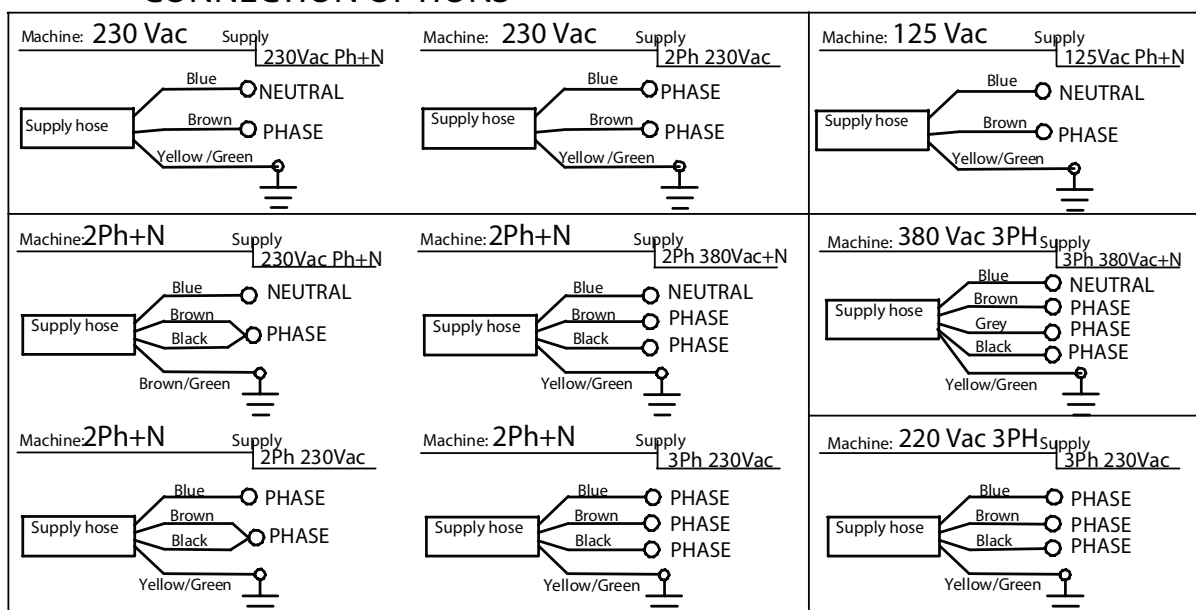 CONNECTION OPTIONS
Machine: 230 Vac Supply
230Vac Ph+N
Blue
NEUTRAL
Supply hose
Brown
PHASE
Yellow /Green
Machine: 230 Vac Supply
2Ph 230Vac
Blue
PHASE
Supply hose
Brown
PHASE
Yellow /Green
Machine: 125 Vac Supply
125Vac Ph+N
Blue
NEUTRAL
Supply hose
Brown
PHASE
Yellow/Green
Machine: 2Ph+N Supply
230Vac Ph+N
Blue
NEUTRAL
Brown
Supply hose
PHASE
Black
Brown/Green
Machine: 2Ph+N Supply
2Ph 380Vac+N
Blue
NEUTRAL
Brown
PHASE
Supply hose
Black
PHASE
Yellow/Green
Machine: 380 Vac 3PH Supply
3Ph 380Vac+N
Blue
NEUTRAL
Brown
PHASE
Supply hose
Grey
PHASE
Black
PHASE
Yellow/Green
Machine: 2Ph+N Supply
2Ph 230Vac
Blue
PHASE
Brown
Supply hose
PHASE
Black
Yellow/Green
Machine: 2Ph+N Supply
3Ph 230Vac
Blue
PHASE
Brown
PHASE
Supply hose
Black
PHASE
Yellow/Green
Machine: 220 Vac 3PH Supply
3Ph 230Vac
Blue
PHASE
Brown
PHASE
Supply hose
Black
PHASE
Yellow/Green